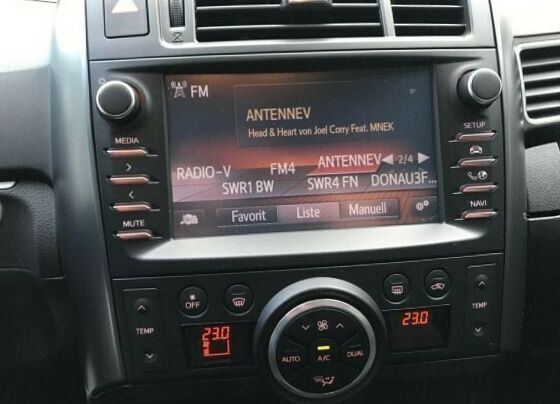 FM
ANTENNEV
Head & Heart von Joel Corry Feat. MNEK
RADIO-V FM4 ANTENNEV 2/4
SWR1 BW SWR4 FN DONAU3F...
Favorit Liste Manuell
MEDIA
MUTE
SETUP
NAVI
OFF
TEMP
23.0
AUTO A/C DUAL
23.0
TEMP